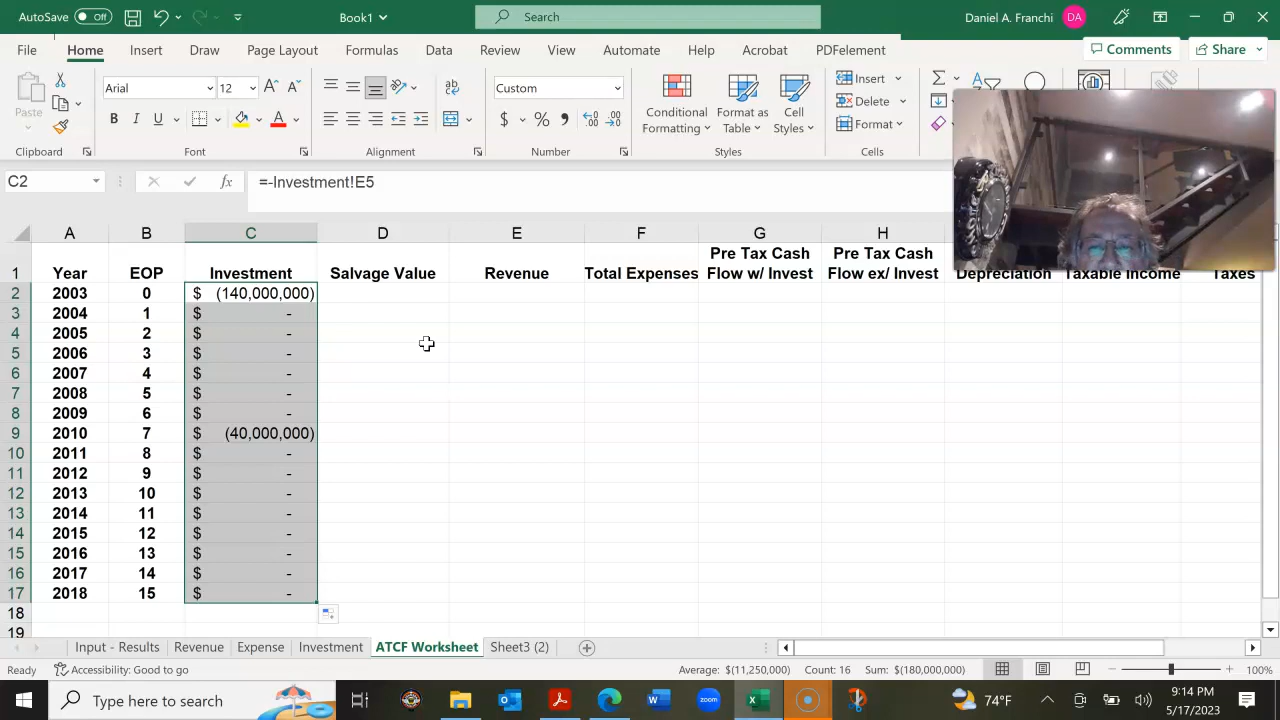 AutoSave Off Book1 Search Daniel A. Franchi DA
File Home Insert Draw Page Layout Formulas Data Review View Automate Help Acrobat PDFelement Comments Share
Paste Arial 12 Custom Conditional Format as Cell Insert
B I U A $ % Formatting Table Styles Delete
Format
Clipboard Font Alignment Number Styles Cells
C2 fx =-Investment!E5
A B C D E F G H
Pre Tax Cash Pre Tax Cash
1 Year EOP Investment Salvage Value Revenue Total Expenses Flow w/ Invest Flow ex/ Invest Depreciation Taxable Income Taxes
2 2003 0 $ (140,000,000)
3 2004 1 $ -
4 2005 2 $ -
5 2006 3 $ -
6 2007 4 $ -
7 2008 5 $ -
8 2009 6 $ -
9 2010 7 $ (40,000,000)
10 2011 8 $ -
11 2012 9 $ -
12 2013 10 $ -
13 2014 11 $ -
14 2015 12 $ -
15 2016 13 $ -
16 2017 14 $ -
17 2018 15 $ -
18
19
Input - Results Revenue Expense Investment ATCF Worksheet Sheet3 (2)
Ready Accessibility: Good to go Average: $(11,250,000) Count: 16 Sum: $(180,000,000) 100%
Type here to search zoom 74°F 9:14 PM
5/17/2023